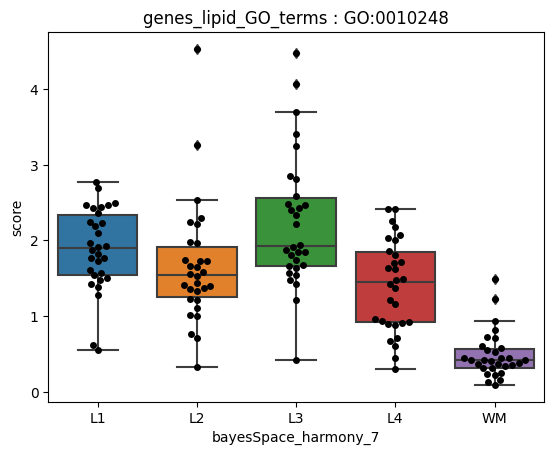 genes_lipid_GO_terms : GO:0010248
score
4
3
2
1
0
L1 L2 L3 L4 WM
bayesSpace_harmony_7